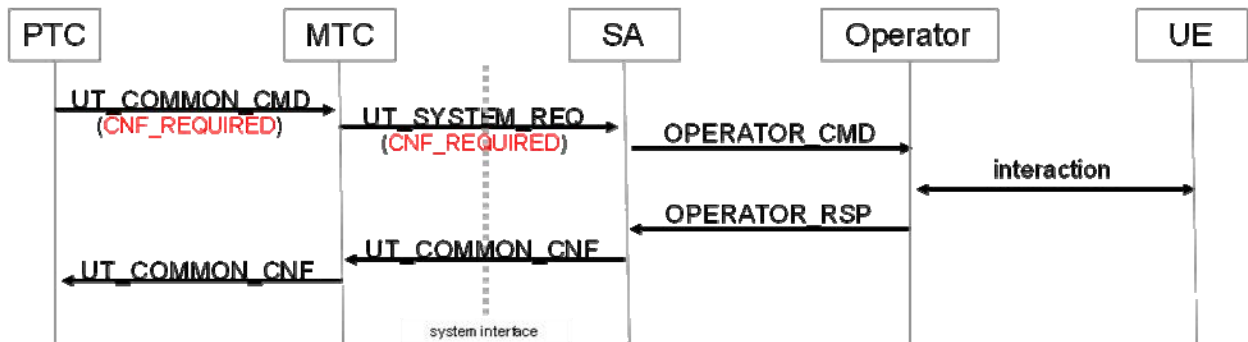 PTC MTC SA Operator UE
UT_COMMON_CMD
(CNF_REQUIRED)
UT_SYSTEM_REQ
(CNF_REQUIRED)
OPERATOR_CMD
interaction
OPERATOR_RSP
UT_COMMON_CNF
UT_COMMON_CNF
system interface